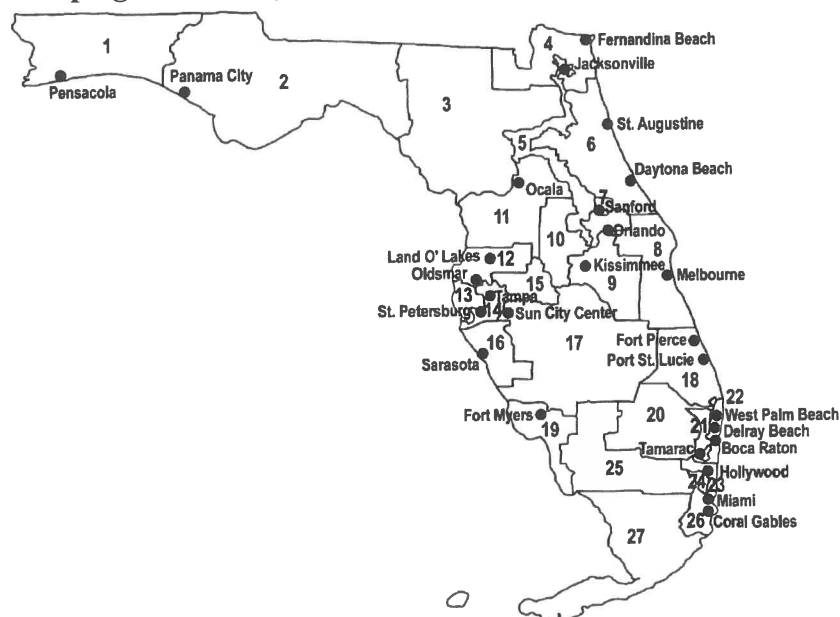 1
Pensacola
Panama City
2
3
4
Fernandina Beach
Jacksonville
St. Augustine
5
6
Daytona Beach
Ocala
7
Sanford
Orlando
11
10
8
Land O' Lakes
12
Oldsmar
Kissimmee
9
Melbourne
15
13
Tampa
St. Petersburg
14
Sun City Center
16
17
Sarasota
Fort Pierce
Port St. Lucie
18
22
Fort Myers
19
20
West Palm Beach
21
Delray Beach
Tamarac
Boca Raton
25
Hollywood
24
23
Miami
26
Coral Gables
27